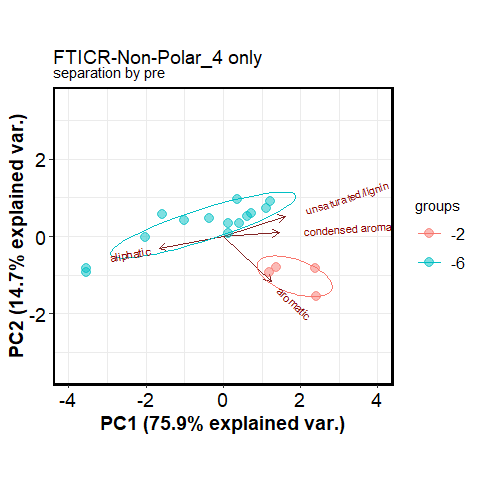 FTICR-Non-Polar_4 only
separation by pre
PC2 (14.7% explained var.)
2
0
-2
unsaturated/lignin
condensed aroma
aliphatic
aromatic
groups
-2
-6
-4
-2
0
2
4
PC1 (75.9% explained var.)